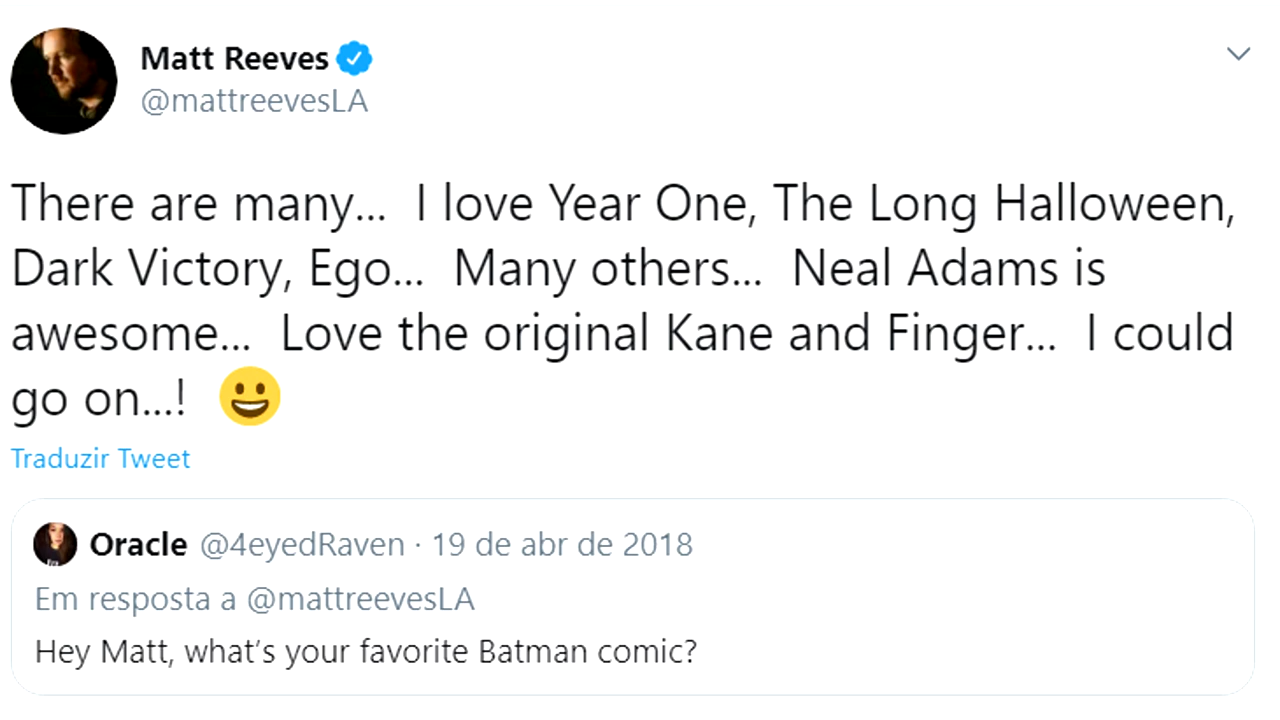 Matt Reeves
@mattreevesLA
There are many...  I love Year One, The Long Halloween,
Dark Victory, Ego...  Many others...  Neal Adams is
awesome...  Love the original Kane and Finger...  I could
go on...! 😀
Traduzir Tweet
Oracle @4eyedRaven · 19 de abr de 2018
Em resposta a @mattreevesLA
Hey Matt, what's your favorite Batman comic?